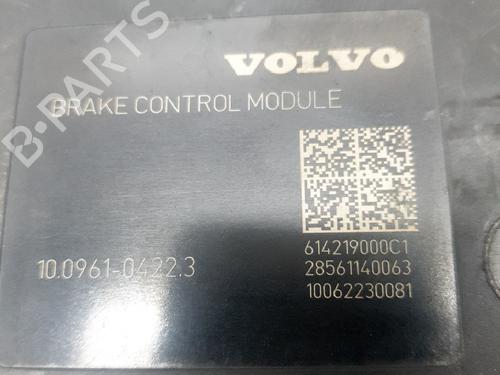 VOLVO
BRAKE CONTROL MODULE
614219000C1
10.0961-0422.3
28561140063
10062230081
B-PARTS